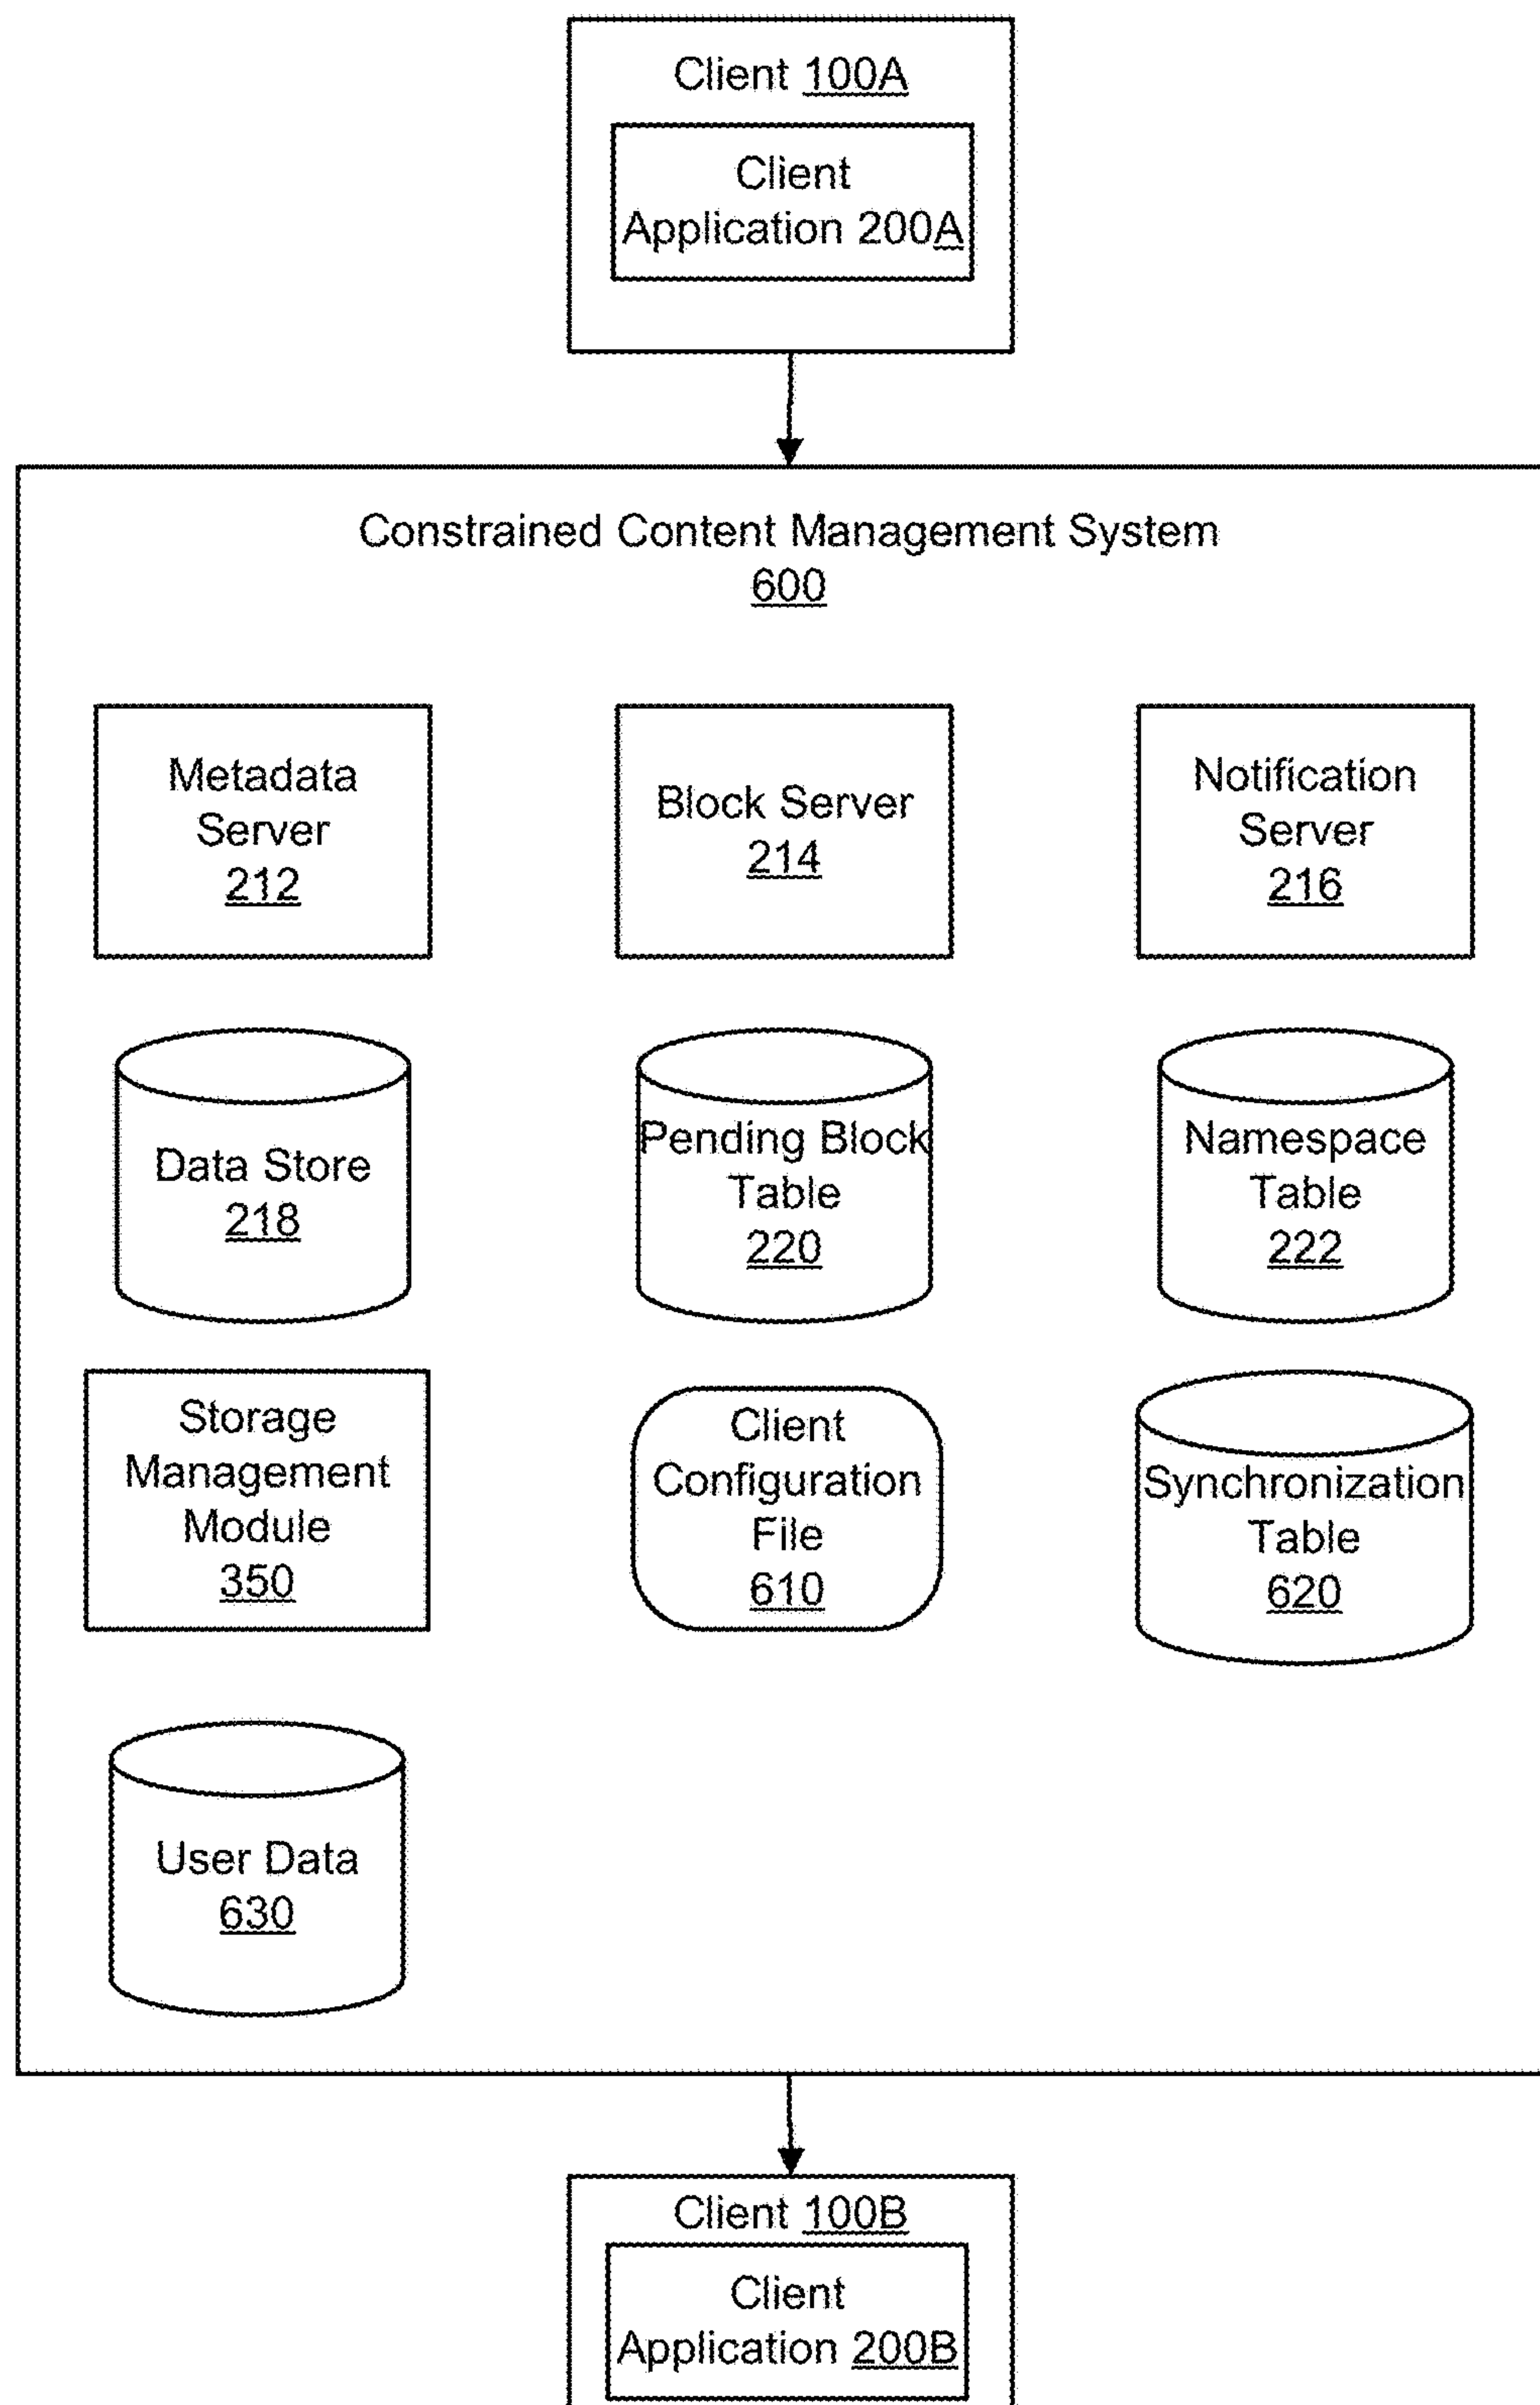 Client 100A
Client
Application 200A
Constrained Content Management System
600
Metadata
Server
212
Block Server
214
Notification
Server
216
Data Store
218
Pending Block
Table
220
Namespace
Table
222
Storage
Management
Module
350
Client
Configuration
File
610
Synchronization
Table
620
User Data
630
Client 100B
Client
Application 200B